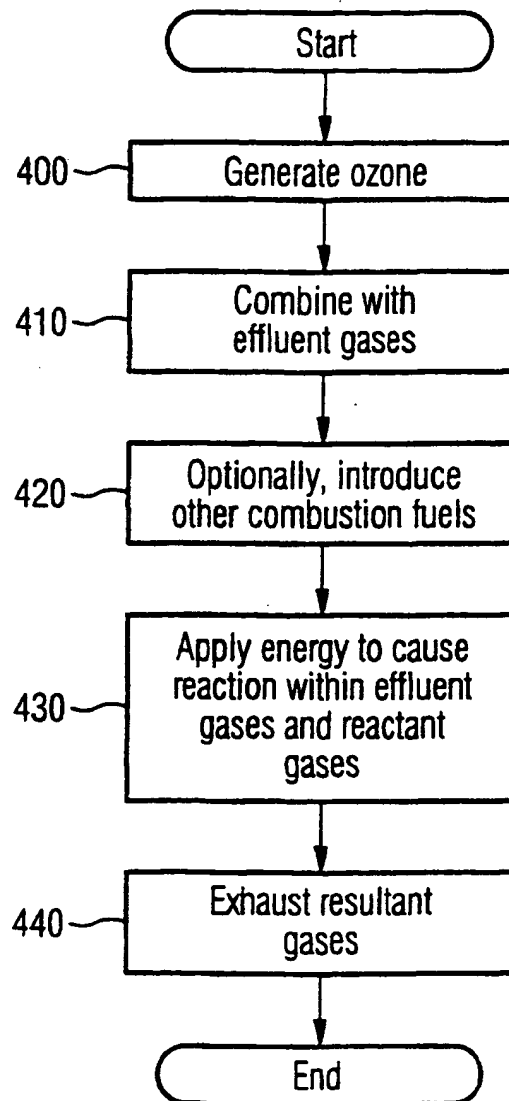 Start
400
Generate ozone
410
Combine with
effluent gases
420
Optionally, introduce
other combustion fuels
430
Apply energy to cause
reaction within effluent
gases and reactant
gases
440
Exhaust resultant
gases
End